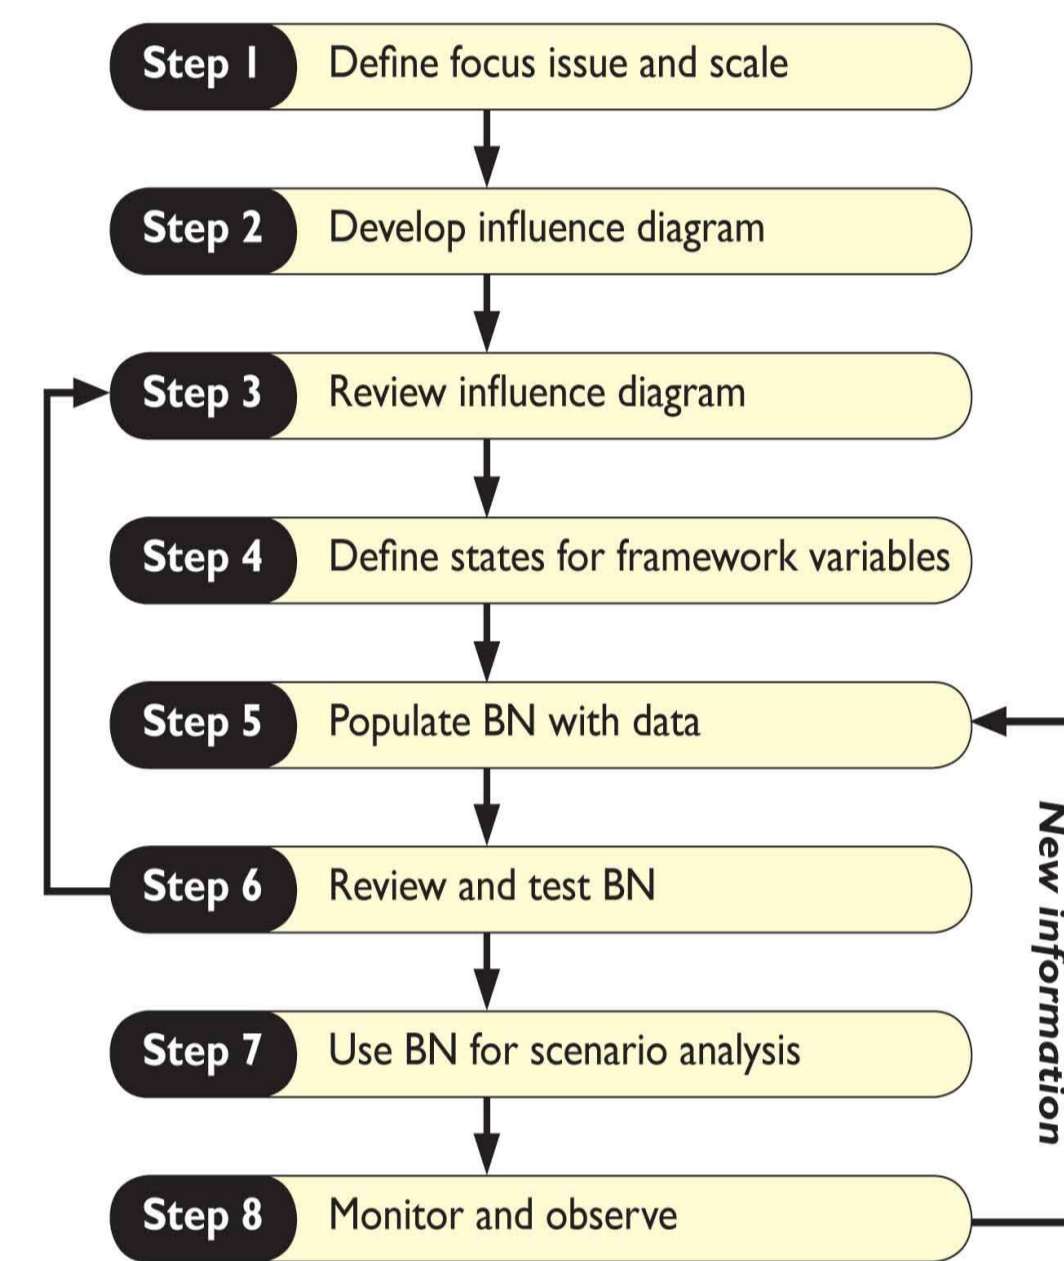 Step 1 Define focus issue and scale
Step 2 Develop influence diagram
Step 3 Review influence diagram
Step 4 Define states for framework variables
Step 5 Populate BN with data
Step 6 Review and test BN
Step 7 Use BN for scenario analysis
Step 8 Monitor and observe
New information